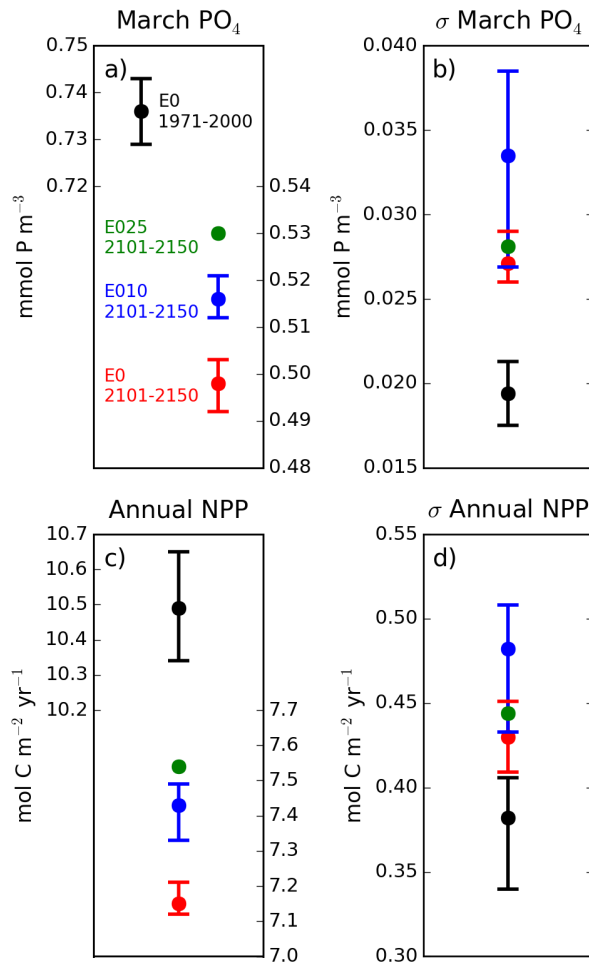 March PO₄
a)
0.75
0.74
0.73
0.72
mmol P m⁻³
E0
1971-2000
E025
2101-2150
E010
2101-2150
E0
2101-2150
0.54
0.53
0.52
0.51
0.50
0.49
0.48
σ March PO₄
b)
0.040
0.035
0.030
0.025
0.020
0.015
mmol P m⁻³
Annual NPP
c)
10.7
10.6
10.5
10.4
10.3
10.2
mol C m⁻² yr⁻¹
7.7
7.6
7.5
7.4
7.3
7.2
7.1
7.0
σ Annual NPP
d)
0.55
0.50
0.45
0.40
0.35
0.30
mol C m⁻² yr⁻¹